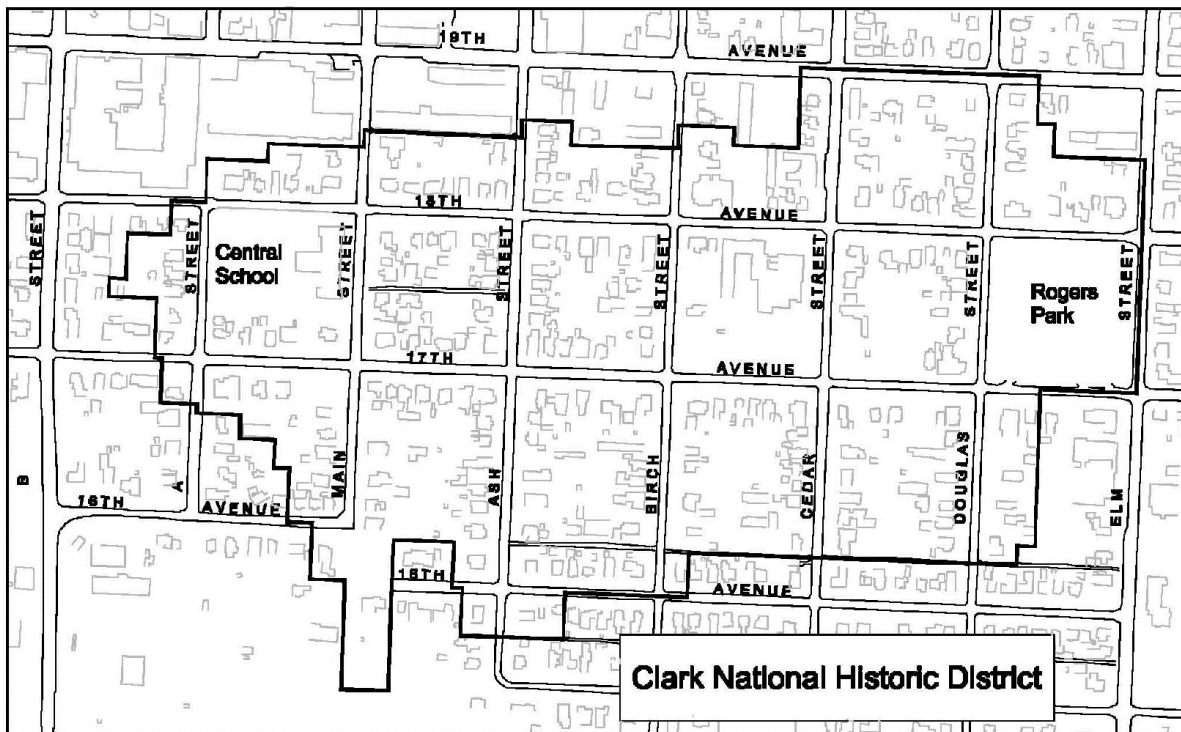 19TH
AVENUE
18TH
AVENUE
STREET
STREET
Central
School
STREET
STREET
STREET
STREET
STREET
Rogers
Park
STREET
17TH
AVENUE
B
16TH
A
AVENUE
MAIN
ASH
BIRCH
CEDAR
DOUGLAS
ELM
16TH
AVENUE
Clark National Historic District